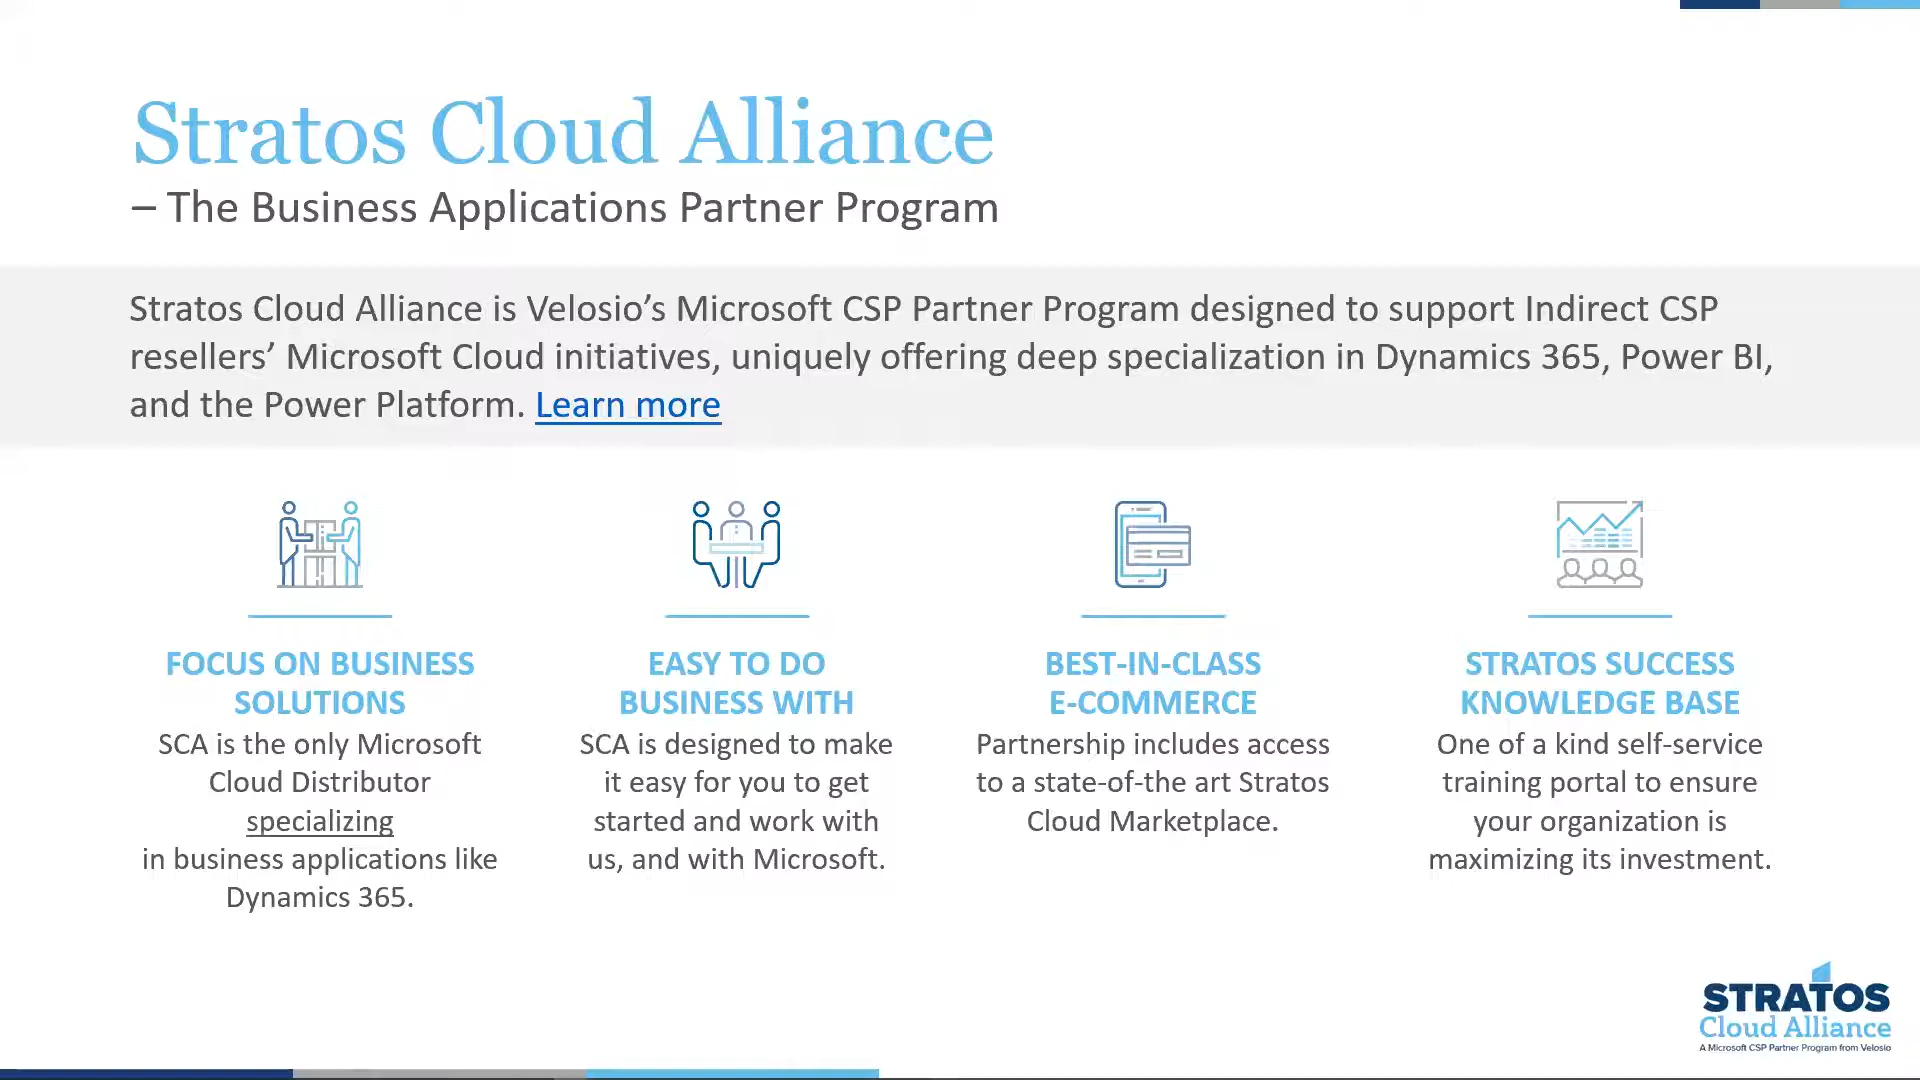 Stratos Cloud Alliance
– The Business Applications Partner Program
Stratos Cloud Alliance is Velosio’s Microsoft CSP Partner Program designed to support Indirect CSP
resellers’ Microsoft Cloud initiatives, uniquely offering deep specialization in Dynamics 365, Power BI,
and the Power Platform. Learn more
FOCUS ON BUSINESS
SOLUTIONS
SCA is the only Microsoft
Cloud Distributor
specializing
in business applications like
Dynamics 365.
EASY TO DO
BUSINESS WITH
SCA is designed to make
it easy for you to get
started and work with
us, and with Microsoft.
BEST-IN-CLASS
E-COMMERCE
Partnership includes access
to a state-of-the art Stratos
Cloud Marketplace.
STRATOS SUCCESS
KNOWLEDGE BASE
One of a kind self-service
training portal to ensure
your organization is
maximizing its investment.
STRATOS
Cloud Alliance
A Microsoft CSP Partner Program from Velosio